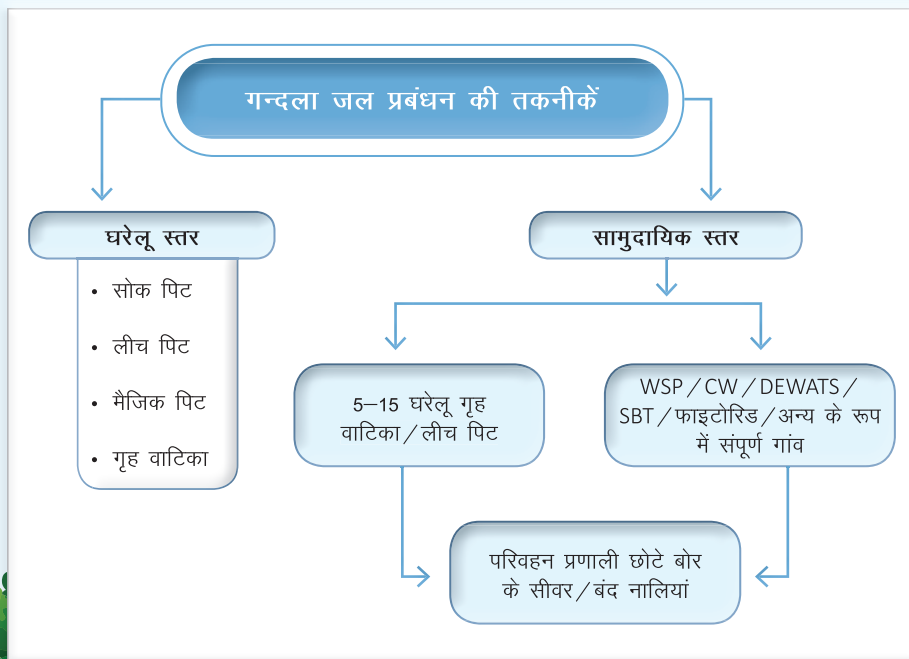 गन्दला जल प्रबंधन की तकनीकें
घरेलू स्तर
• सोक पिट
• लीच पिट
• मैजिक पिट
• गृह वाटिका
सामुदायिक स्तर
5–15 घरेलू गृह
वाटिका/लीच पिट
WSP/CW/DEWATS/
SBT/फाइटोरिड/अन्य के रूप
में संपूर्ण गांव
परिवहन प्रणाली छोटे बोर
के सीवर/बंद नालियां